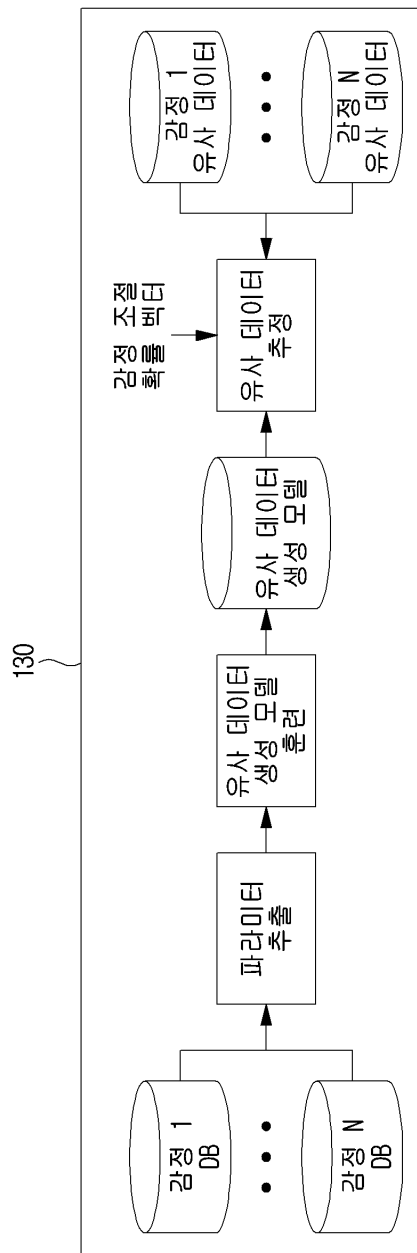 130
감정 1
DB
감정 N
DB
파라미터
추출
유사 데이터
생성 모델
훈련
유사 데이터
생성 모델
감정 조절
확률 벡터
유사 데이터
추정
감정 1
유사 데이터
감정 N
유사 데이터